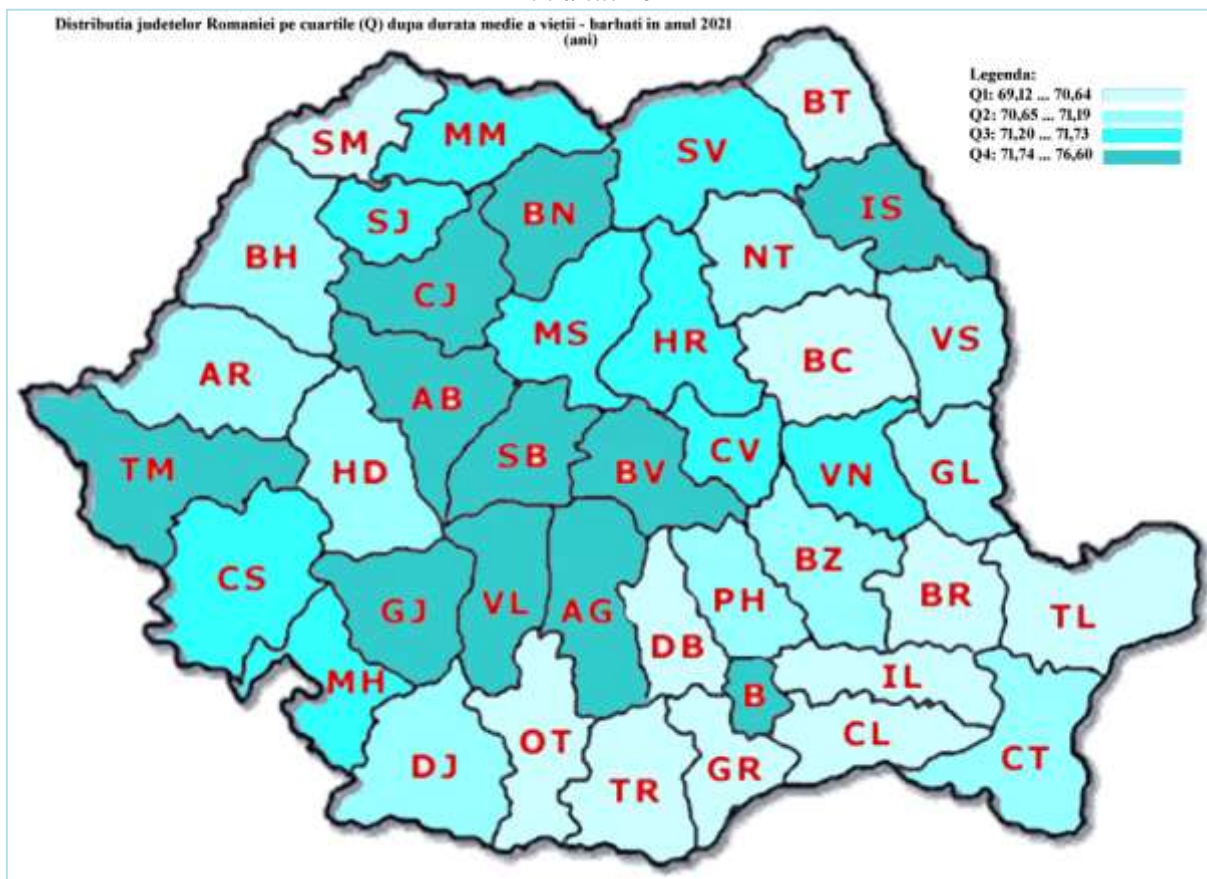 Distributia judetelor Romaniei pe cuartile (Q) dupa durata medie a vietii - barbati in anul 2021
(ani)
Legenda:
Q1: 69,12 ... 70,64
Q2: 70,65 ... 71,19
Q3: 71,20 ... 71,73
Q4: 71,74 ... 76,60
BT
SM
MM
SV
IS
SJ
BN
BH
NT
CJ
MS
HR
VS
BC
AR
AB
TM
HD
SB
BV
CV
VN
GL
CS
GJ
VL
AG
PH
BZ
BR
TL
DB
MH
B
IL
OT
CL
DJ
TR
GR
CT